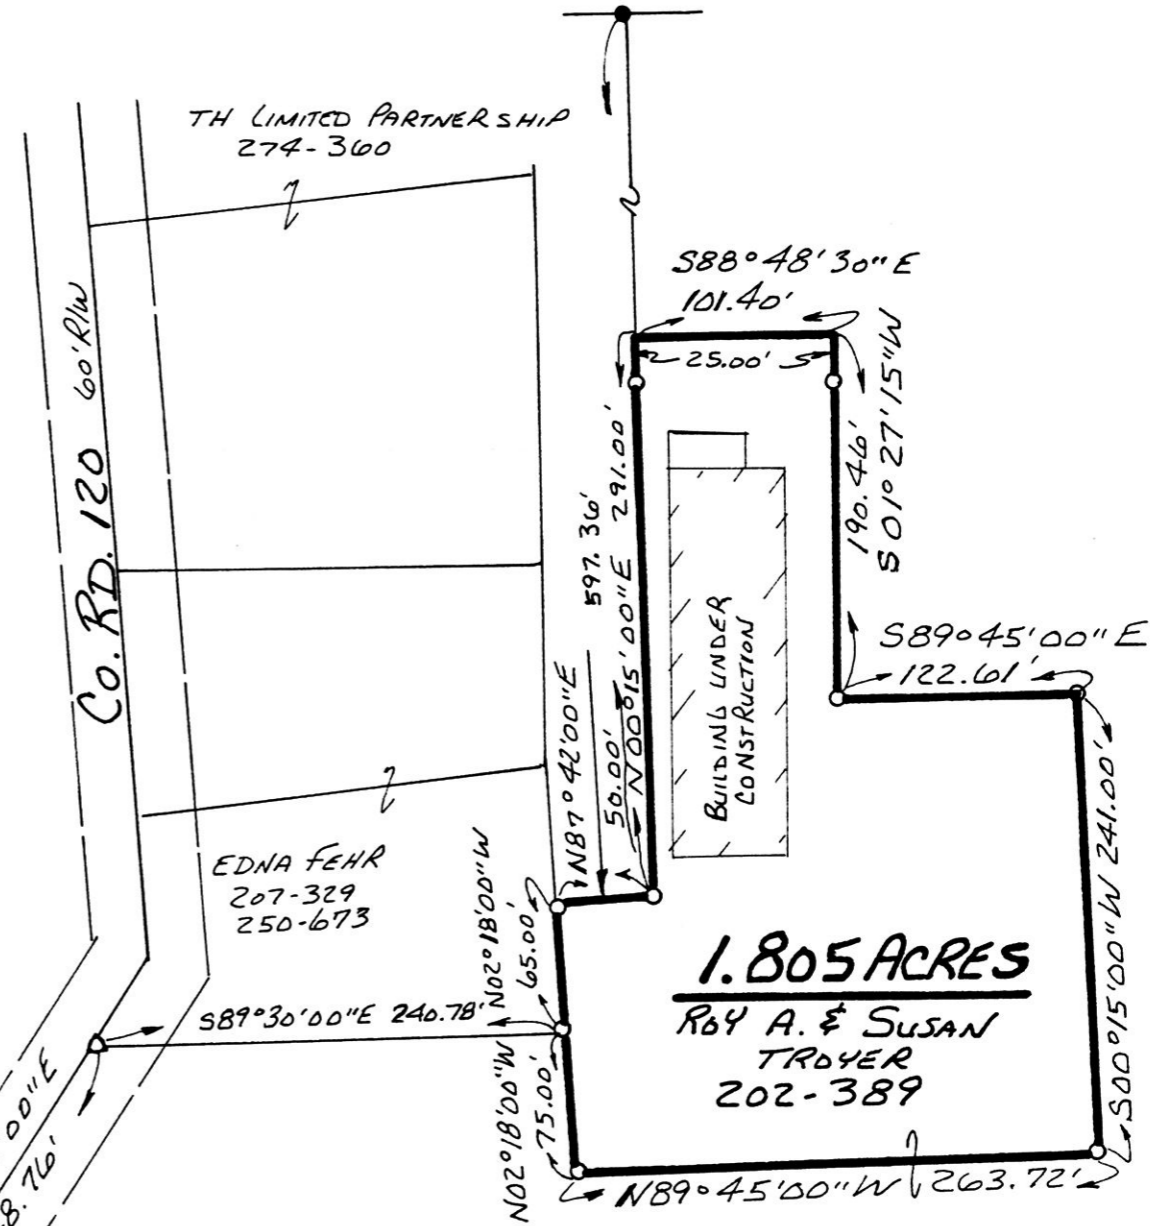 TH LIMITED PARTNERSHIP
274-360
S88°48'30"E
101.40'
25.00'
60' R/W
Co. RD. 120
S01°27'15"W
190.46'
291.00'
N00°15'00"E
597.36'
50.00'
N87°42'00"E
BUILDING UNDER
CONSTRUCTION
S89°45'00"E
122.61'
EDNA FEHR
207-329
250-673
N02°18'00"W
65.00'
S00°15'00"W 241.00'
1.805 ACRES
ROY A. & SUSAN
TROYER
202-389
S89°30'00"E 240.78'
N02°18'00"W
75.00'
00"E
8.76'
N89°45'00"W 263.72'